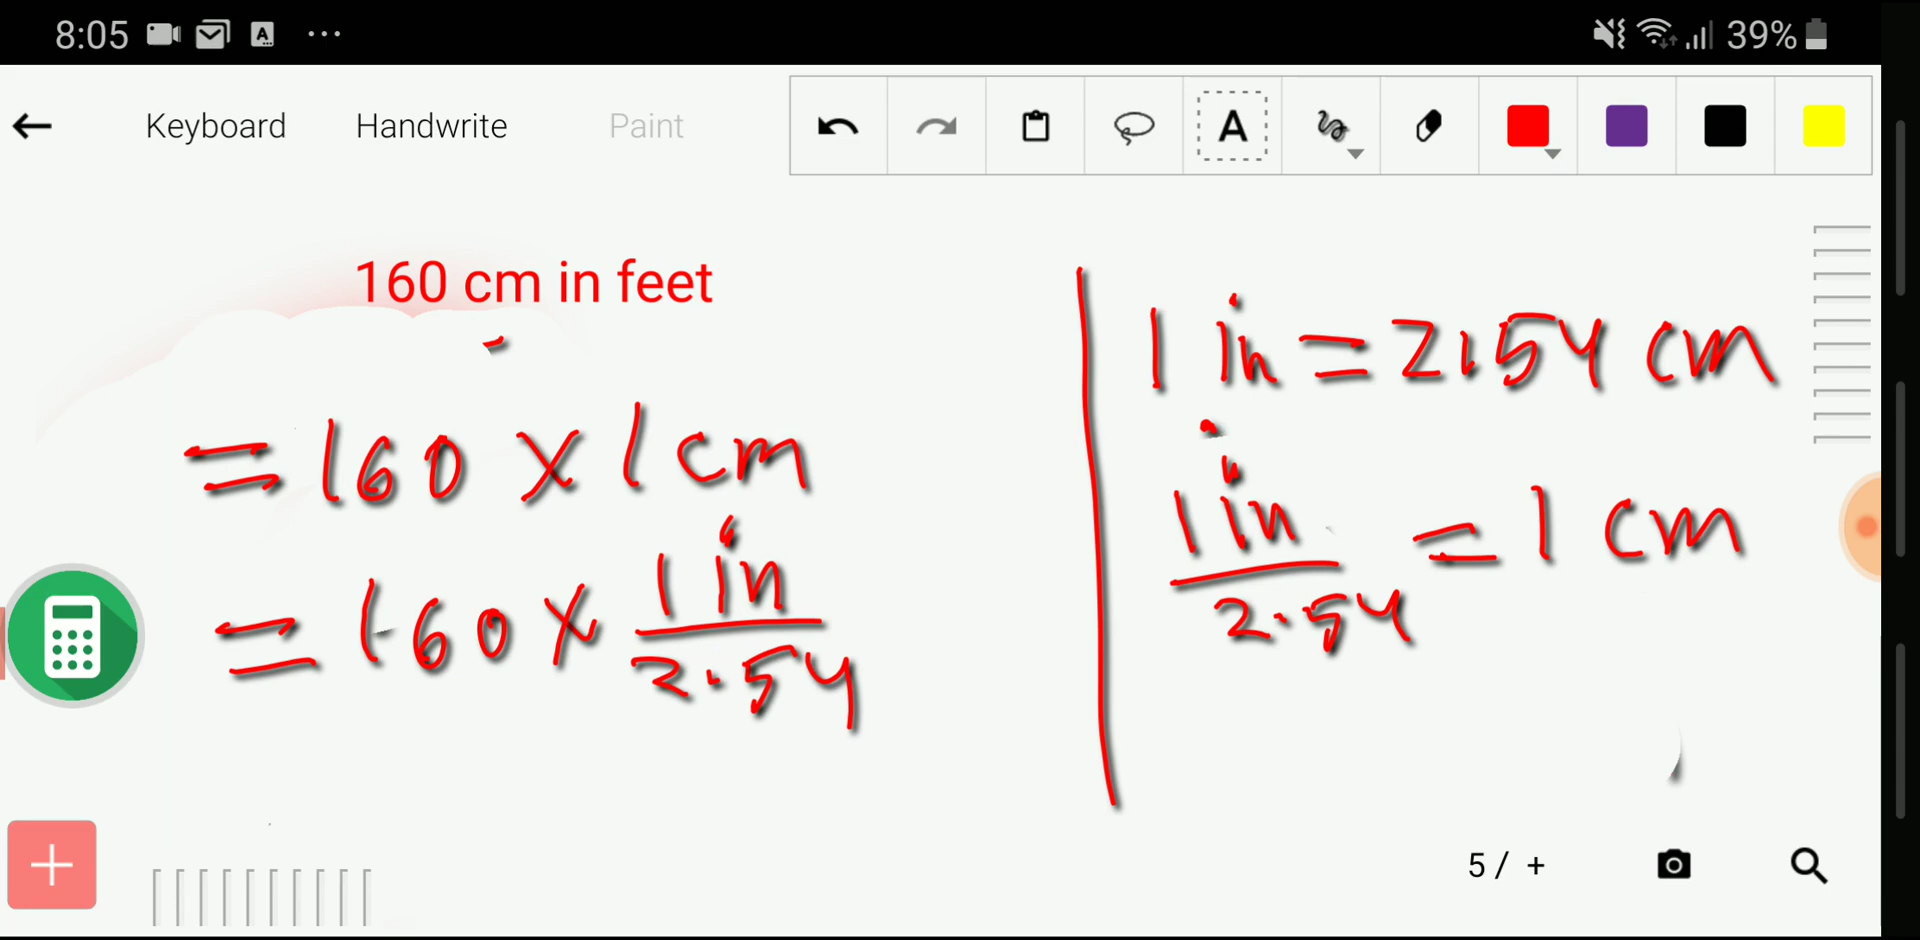 8:05 39%
Keyboard Handwrite Paint A
160 cm in feet
= 160 x 1 cm
= 160 x 1 in
2.54
1 in = 2.54 cm
1 in = 1 cm
2.54
5 / +